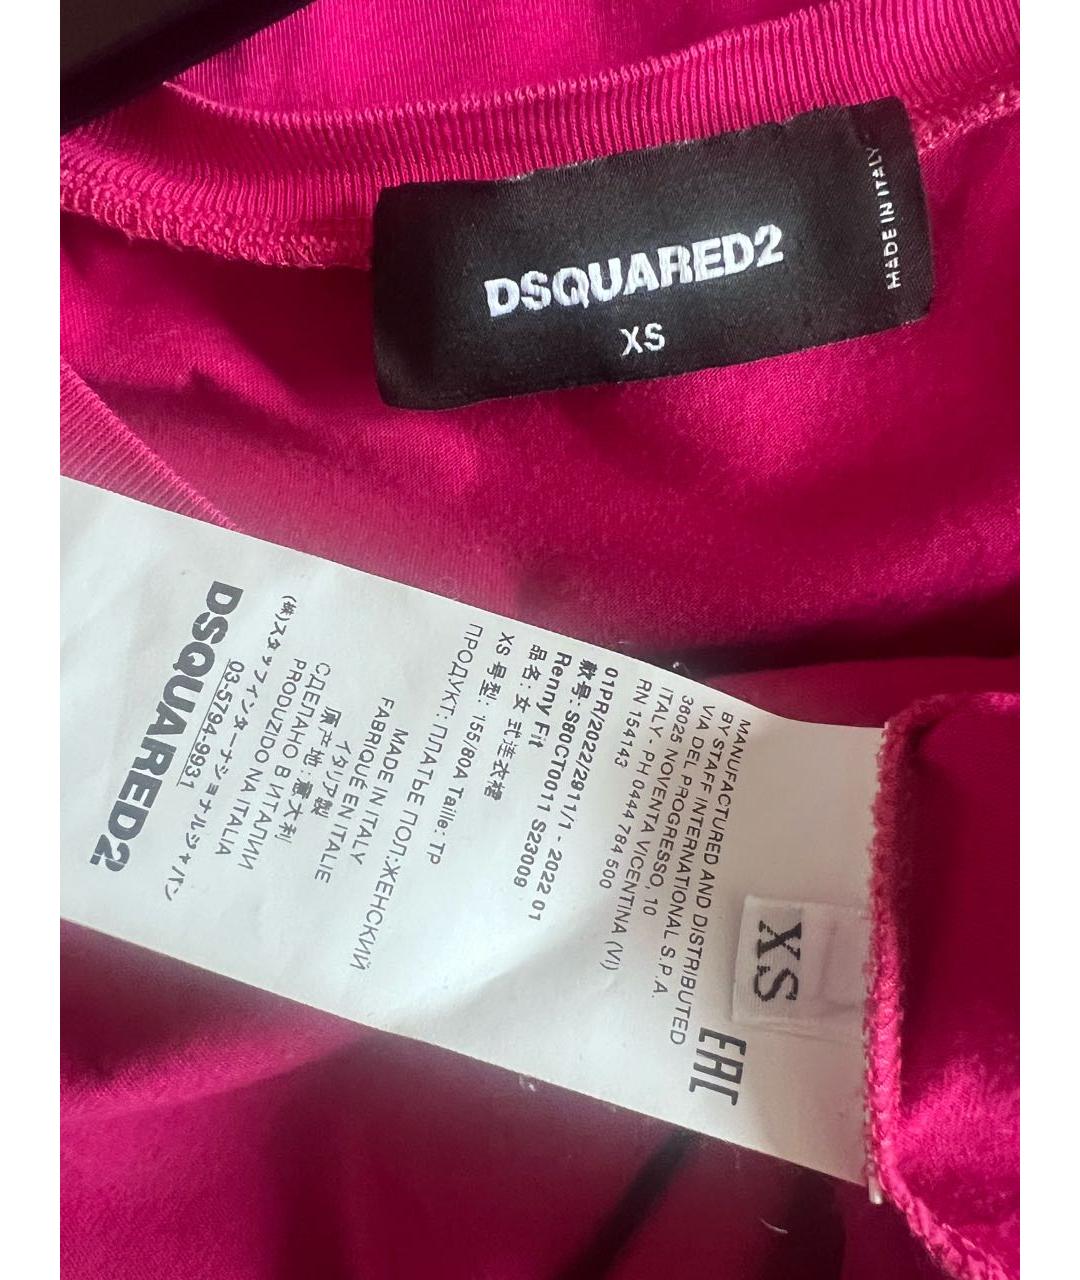 DSQUARED2
XS
MADE IN ITALY
XS
EAC
MANUFACTURED AND DISTRIBUTED
BY STAFF INTERNATIONAL S.P.A.
VIA DEL PROGRESSO, 10
36025 NOVENTA VICENTINA (VI)
ITALY - PH 0444 784 500
RN 154143
01PR/2022/2911/1 - 2022 01
款号: S80CT0011 S23009
Renny Fit
品名: 女式连衣裙
XS 号型: 155/80A Taille: TP
ПРОДУКТ: ПЛАТЬЕ ПОЛ:ЖЕНСКИЙ
MADE IN ITALY
FABRIQUÉ EN ITALIE
イタリア製
原产地: 意大利
СДЕЛАНО В ИТАЛИИ
PRODUZIDO NA ITALIA
(株)スタッフインターナショナルジャパン
03-5794-9931
DSQUARED2